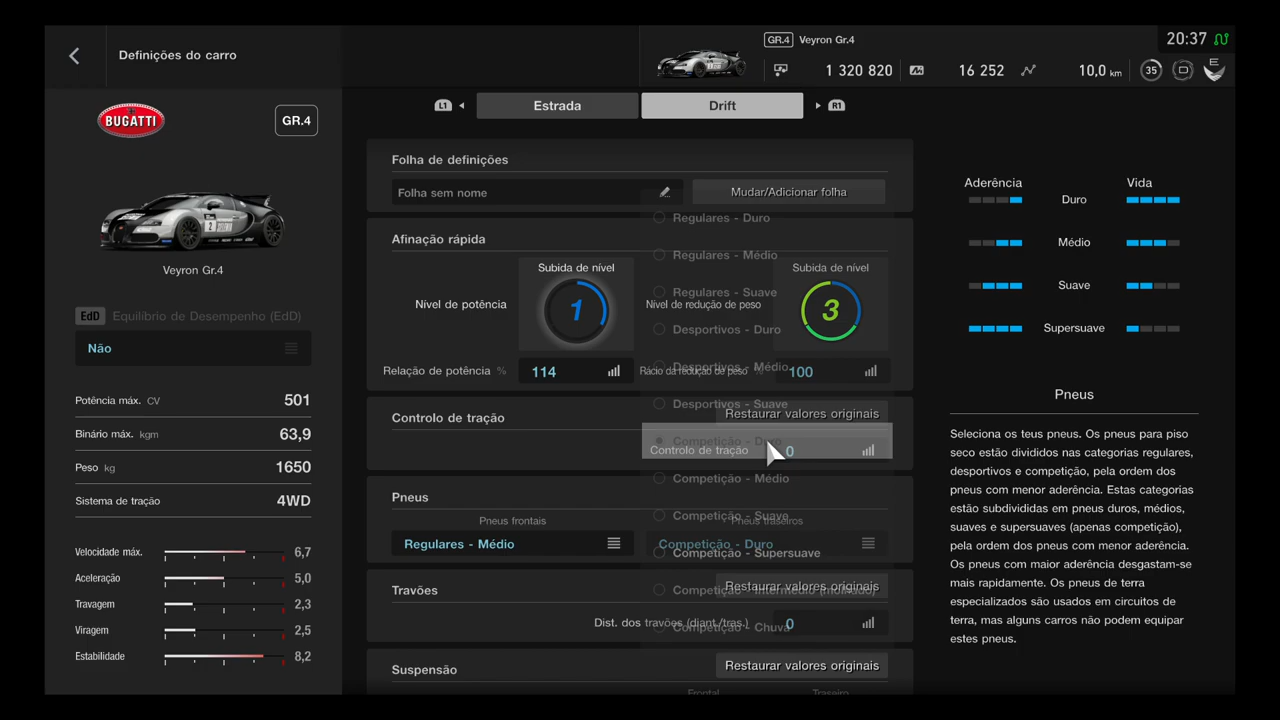 Definições do carro
GR.4 Veyron Gr.4
20:37
1 320 820
16 252
10,0 km
35
D
E
L1
Estrada
Drift
R1
BUGATTI
GR.4
2
Veyron Gr.4
EdD Equilíbrio de Desempenho (EdD)
Não
Potência máx. CV 501
Binário máx. kgm 63,9
Peso kg 1650
Sistema de tração 4WD
Velocidade máx. 6,7
Aceleração 5,0
Travagem 2,3
Viragem 2,5
Estabilidade 8,2
Folha de definições
Folha sem nome
Mudar/Adicionar folha
Afinação rápida
Subida de nível
Subida de nível
Nível de potência
1
Nível de redução de peso
3
Relação de potência %
114
Rácio da redução de peso %
100
Controlo de tração
Restaurar valores originais
Controlo de tração
0
Pneus
Pneus frontais
Pneus traseiros
Regulares - Médio
Competição - Duro
Travões
Restaurar valores originais
Dist. dos travões (diant./tras.)
0
Suspensão
Restaurar valores originais
Frontal
Traseiro
Regulares - Duro
Regulares - Médio
Regulares - Suave
Desportivos - Duro
Desportivos - Médio
Desportivos - Suave
Competição - Duro
Competição - Médio
Competição - Suave
Competição - Supersuave
Competição - Intermédio (molhado)
Competição - Chuva
Aderência
Vida
Duro
Médio
Suave
Supersuave
Pneus
Seleciona os teus pneus. Os pneus para piso
seco estão divididos nas categorias regulares,
desportivos e competição, pela ordem dos
pneus com menor aderência. Estas categorias
estão subdivididas em pneus duros, médios,
suaves e supersuaves (apenas competição),
pela ordem dos pneus com menor aderência.
Os pneus com maior aderência desgastam-se
mais rapidamente. Os pneus de terra
especializados são usados em circuitos de
terra, mas alguns carros não podem equipar
estes pneus.